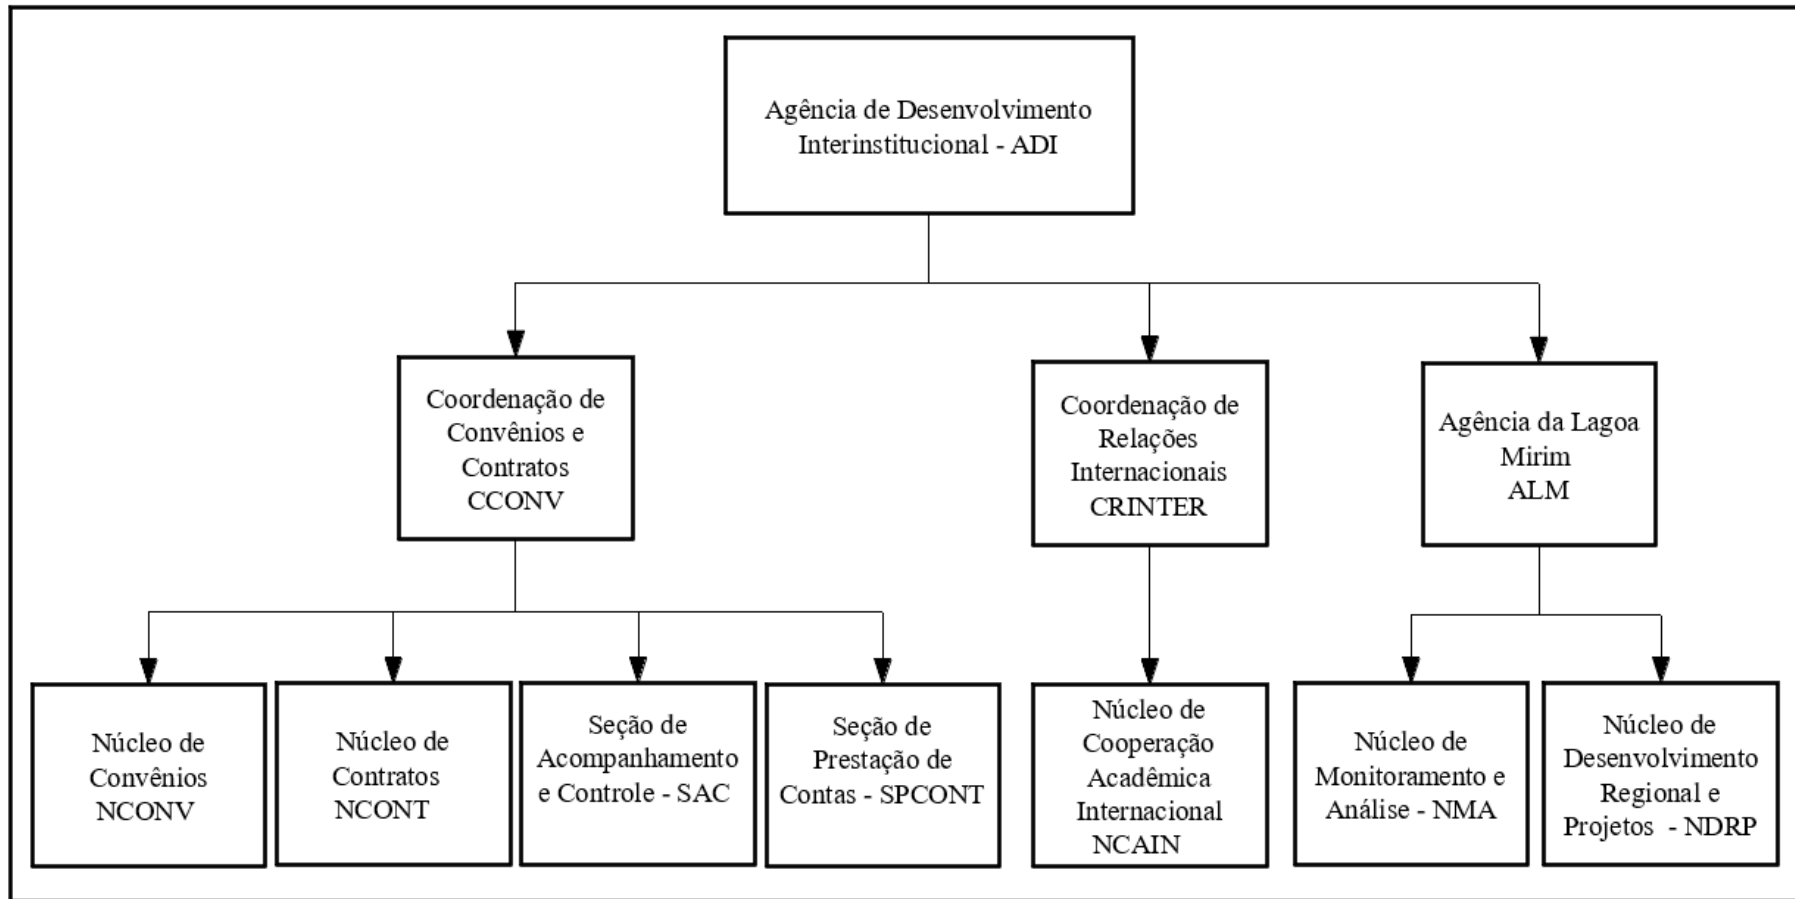 Agência de Desenvolvimento
Interinstitucional - ADI
Coordenação de
Convênios e
Contratos
CCONV
Coordenação de
Relações
Internacionais
CRINTER
Agência da Lagoa
Mirim
ALM
Núcleo de
Convênios
NCONV
Núcleo de
Contratos
NCONT
Seção de
Acompanhamento
e Controle - SAC
Seção de
Prestação de
Contas - SPCONT
Núcleo de
Cooperação
Acadêmica
Internacional
NCAIN
Núcleo de
Monitoramento e
Análise - NMA
Núcleo de
Desenvolvimento
Regional e
Projetos - NDRP